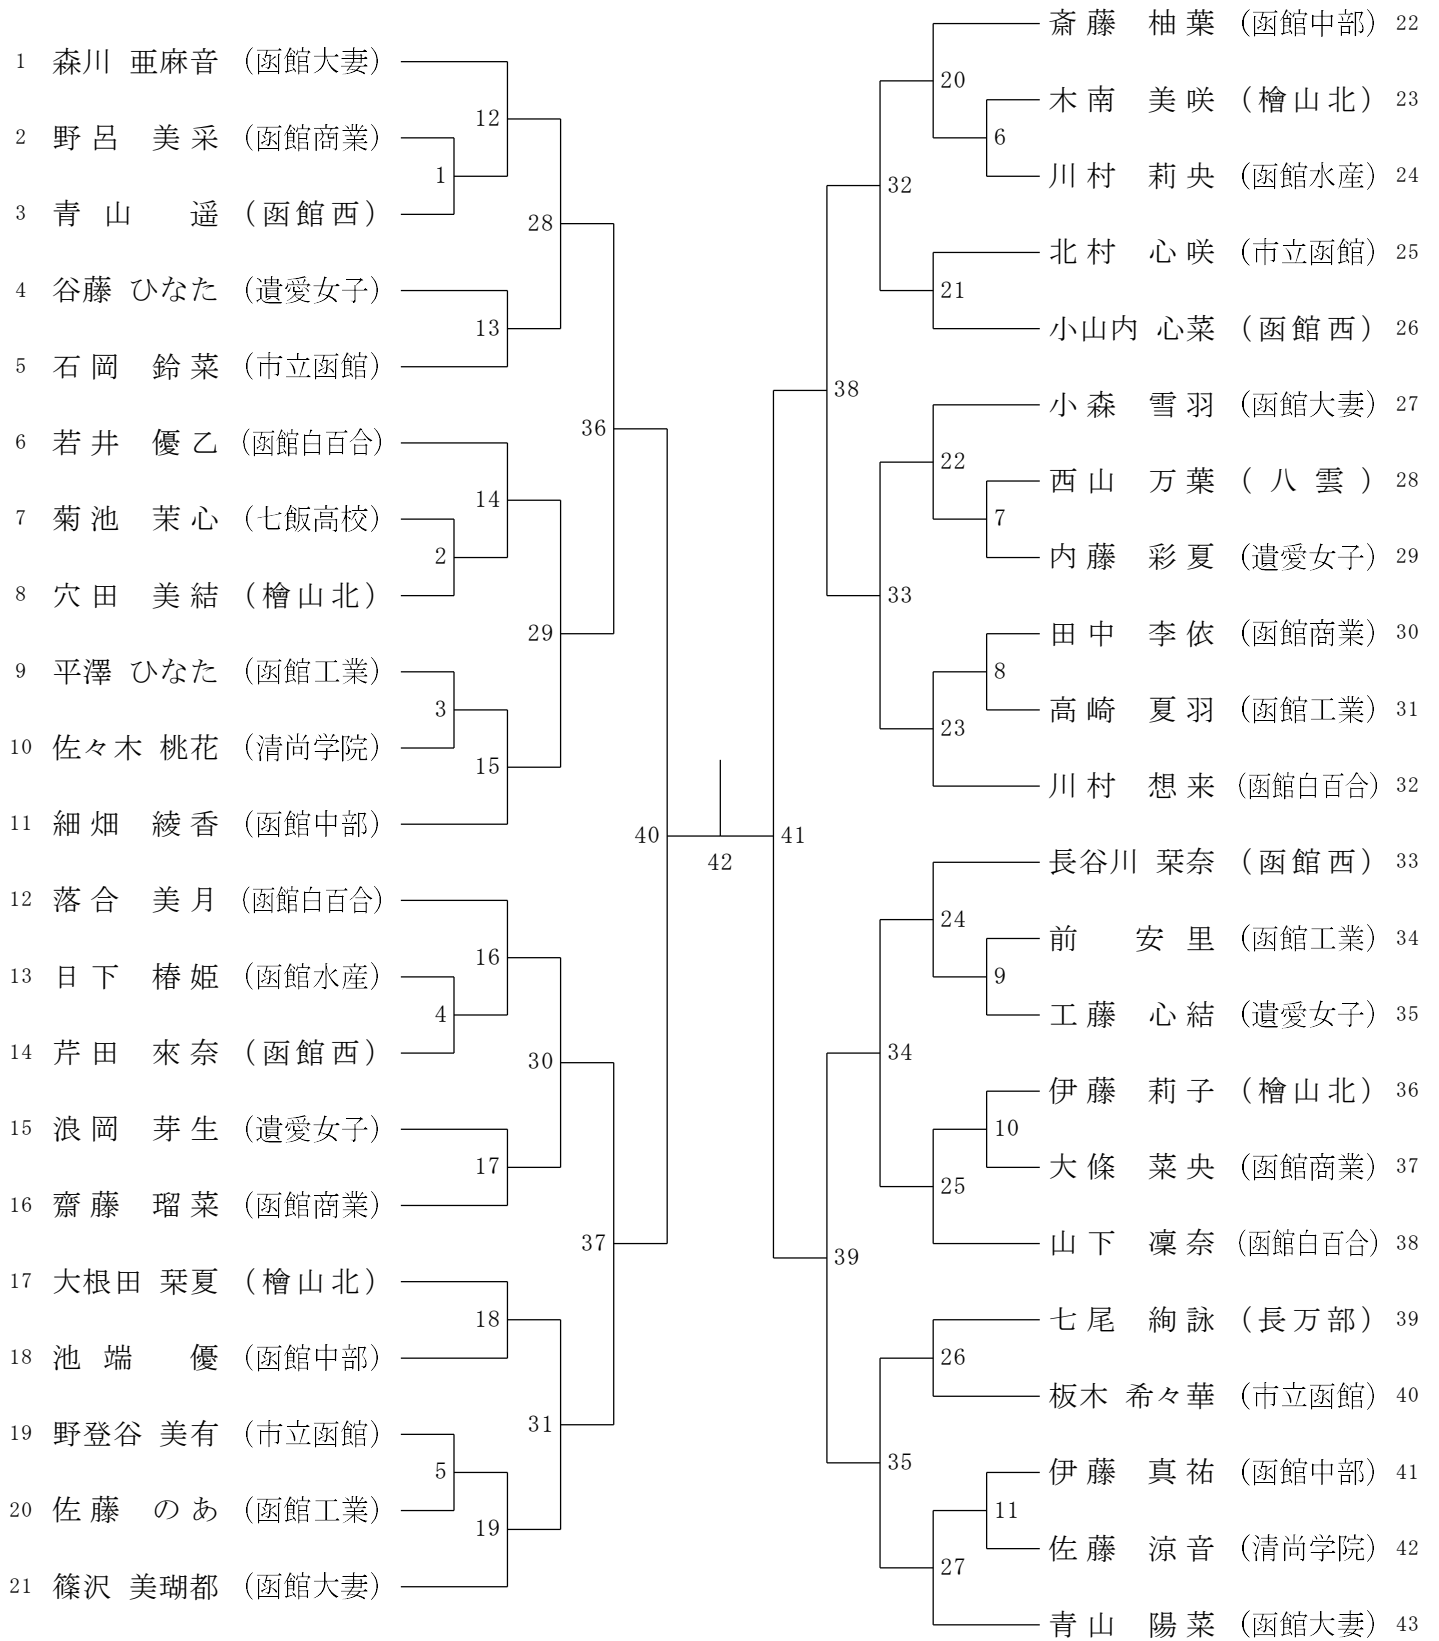 1 森川 亜麻音 (函館大妻)
2 野呂 美采 (函館商業)
3 青山 遥 (函館西)
4 谷藤 ひなた (遺愛女子)
5 石岡 鈴菜 (市立函館)
6 若井 優乙 (函館白百合)
7 菊池 茉心 (七飯高校)
8 穴田 美結 (檜山北)
9 平澤 ひなた (函館工業)
10 佐々木 桃花 (清尚学院)
11 細畑 綾香 (函館中部)
12 落合 美月 (函館白百合)
13 日下 椿姫 (函館水産)
14 芹田 來奈 (函館西)
15 浪岡 芽生 (遺愛女子)
16 齋藤 瑠菜 (函館商業)
17 大根田 栞夏 (檜山北)
18 池端 優 (函館中部)
19 野登谷 美有 (市立函館)
20 佐藤 のあ (函館工業)
21 篠沢 美瑚都 (函館大妻)
1
2
3
4
5
12
13
14
15
16
17
18
19
28
29
30
31
36
37
40
42
41
38
39
32
33
34
35
20
21
22
23
24
25
26
27
6
7
8
9
10
11
斎藤 柚葉 (函館中部) 22
木南 美咲 (檜山北) 23
川村 莉央 (函館水産) 24
北村 心咲 (市立函館) 25
小山内 心菜 (函館西) 26
小森 雪羽 (函館大妻) 27
西山 万葉 (八雲) 28
内藤 彩夏 (遺愛女子) 29
田中 李依 (函館商業) 30
高崎 夏羽 (函館工業) 31
川村 想来 (函館白百合) 32
長谷川 栞奈 (函館西) 33
前 安里 (函館工業) 34
工藤 心結 (遺愛女子) 35
伊藤 莉子 (檜山北) 36
大條 菜央 (函館商業) 37
山下 凜奈 (函館白百合) 38
七尾 絢詠 (長万部) 39
板木 希々華 (市立函館) 40
伊藤 真祐 (函館中部) 41
佐藤 涼音 (清尚学院) 42
青山 陽菜 (函館大妻) 43